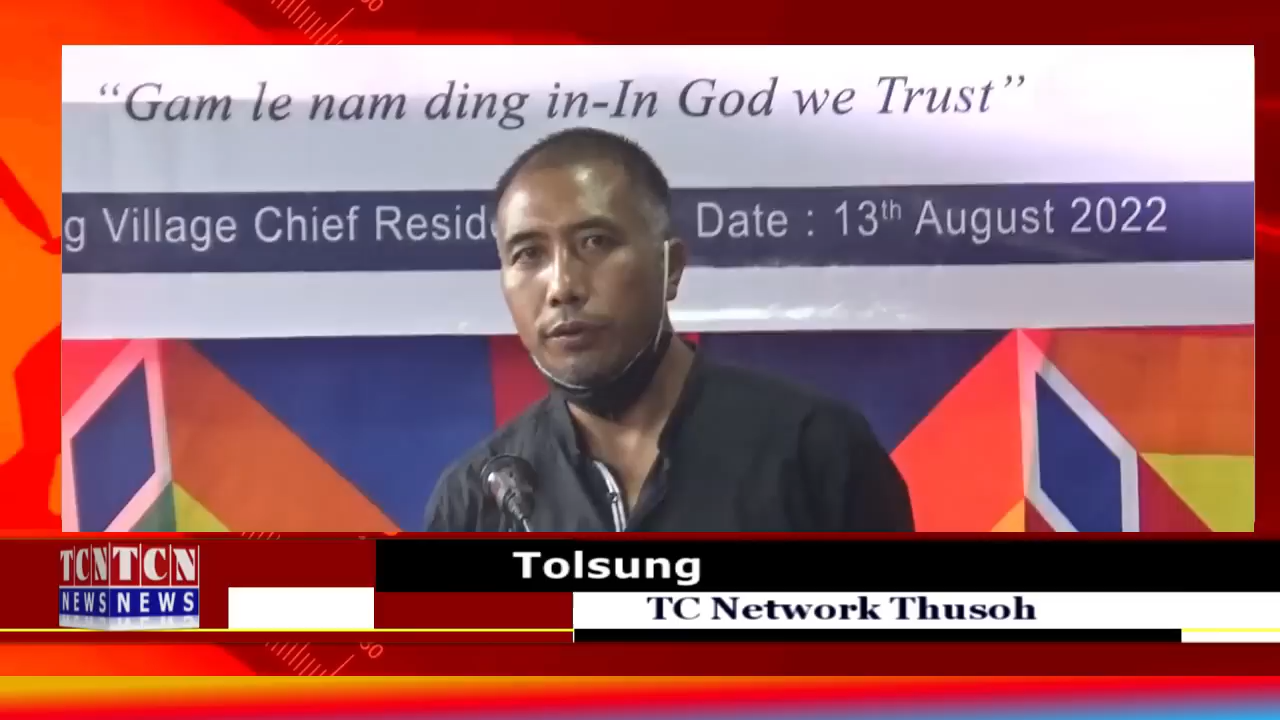 “Gam le nam ding in-In God we Trust”
g Village Chief Resid
Date : 13th August 2022
TCN TCN
NEWS NEWS
Tolsung
TC Network Thusoh